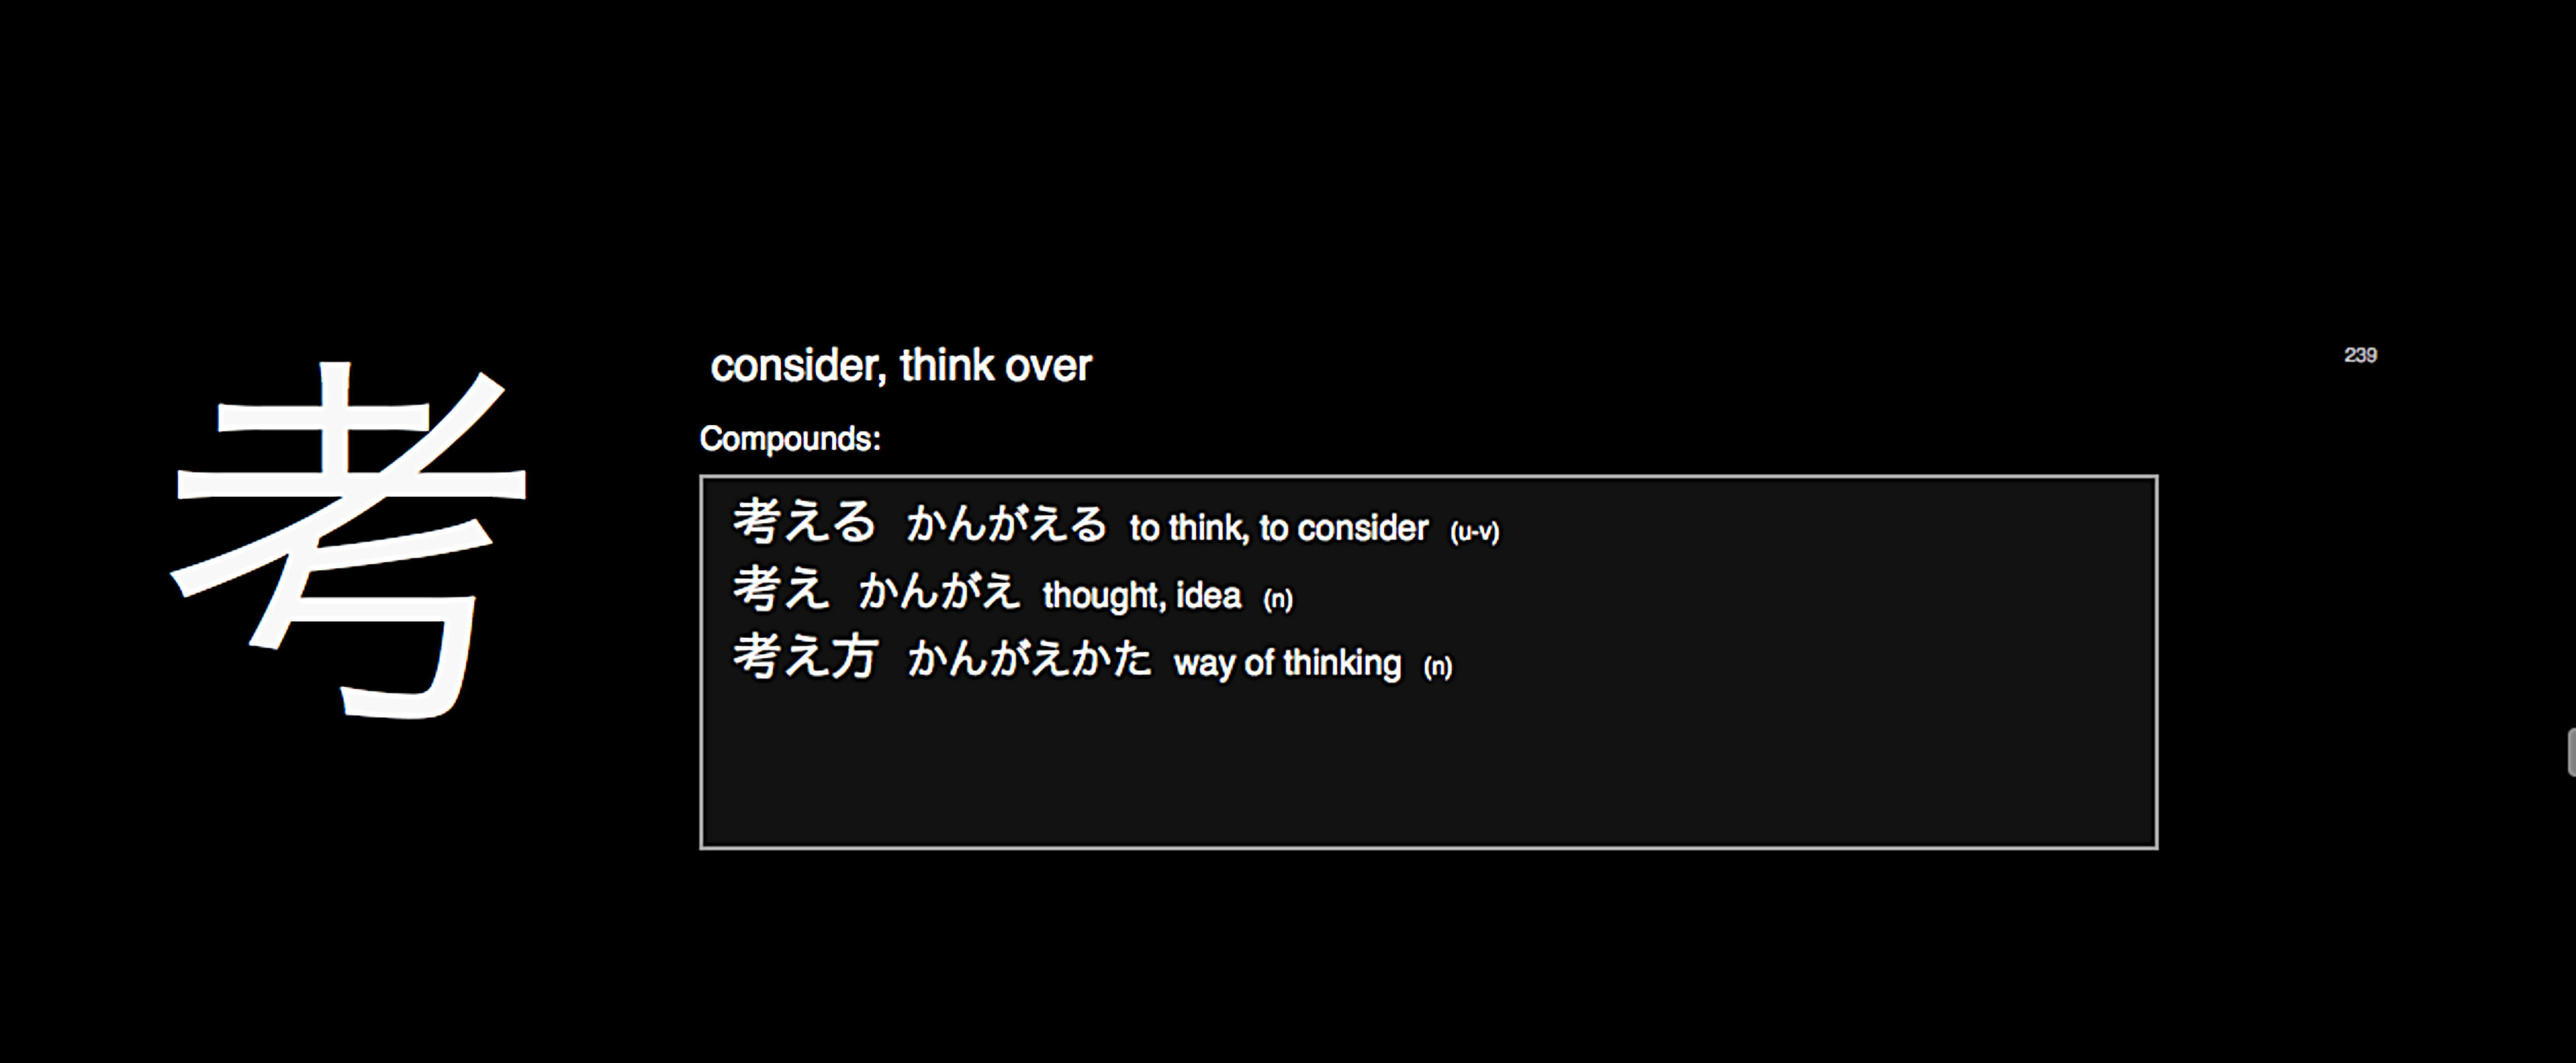 考
consider, think over
239
Compounds:
考える かんがえる to think, to consider (u-v)
考え かんがえ thought, idea (n)
考え方 かんがえかた way of thinking (n)